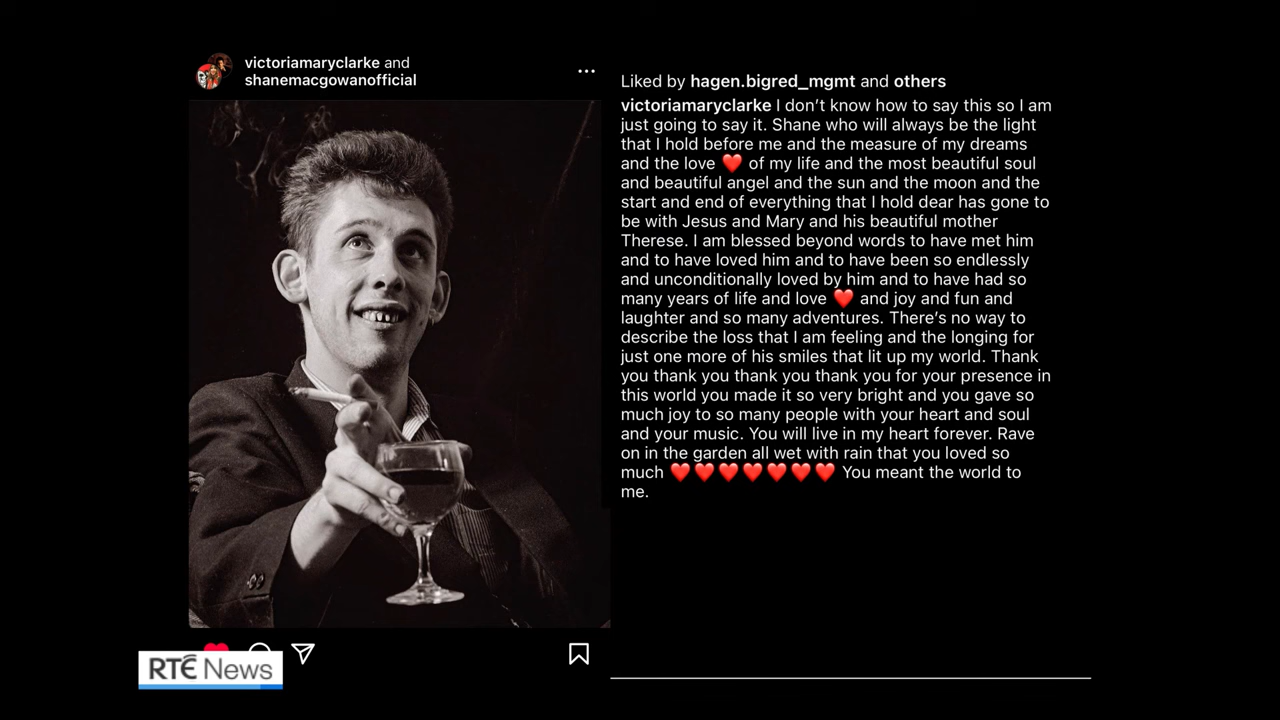 victoriamaryclarke and
shanemacgowanofficial
Liked by hagen.bigred_mgmt and others
victoriamaryclarke I don’t know how to say this so I am
just going to say it. Shane who will always be the light
that I hold before me and the measure of my dreams
and the love ❤️ of my life and the most beautiful soul
and beautiful angel and the sun and the moon and the
start and end of everything that I hold dear has gone to
be with Jesus and Mary and his beautiful mother
Therese. I am blessed beyond words to have met him
and to have loved him and to have been so endlessly
and unconditionally loved by him and to have had so
many years of life and love ❤️ and joy and fun and
laughter and so many adventures. There’s no way to
describe the loss that I am feeling and the longing for
just one more of his smiles that lit up my world. Thank
you thank you thank you thank you for your presence in
this world you made it so very bright and you gave so
much joy to so many people with your heart and soul
and your music. You will live in my heart forever. Rave
on in the garden all wet with rain that you loved so
much ❤️❤️❤️❤️❤️❤️❤️ You meant the world to
me.
RTÉ News